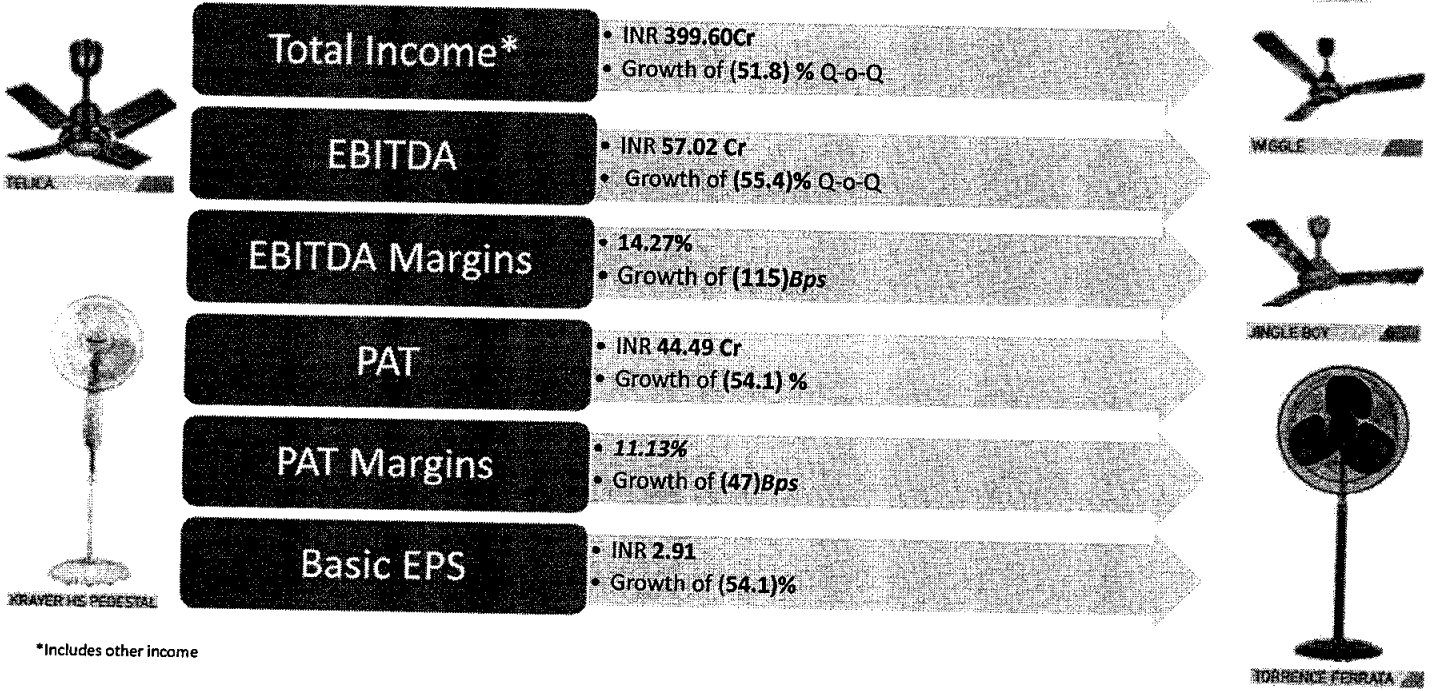 Total Income*
• INR 399.60Cr
• Growth of (51.8) % Q-o-Q
EBITDA
• INR 57.02 Cr
• Growth of (55.4)% Q-o-Q
EBITDA Margins
• 14.27%
• Growth of (115)Bps
PAT
• INR 44.49 Cr
• Growth of (54.1) %
PAT Margins
• 11.13%
• Growth of (47)Bps
Basic EPS
• INR 2.91
• Growth of (54.1)%
*Includes other income
TELICA
KRAYER HS PEDESTAL
WIGGLE
ANGLE BOY
TORRENCE FERRATA